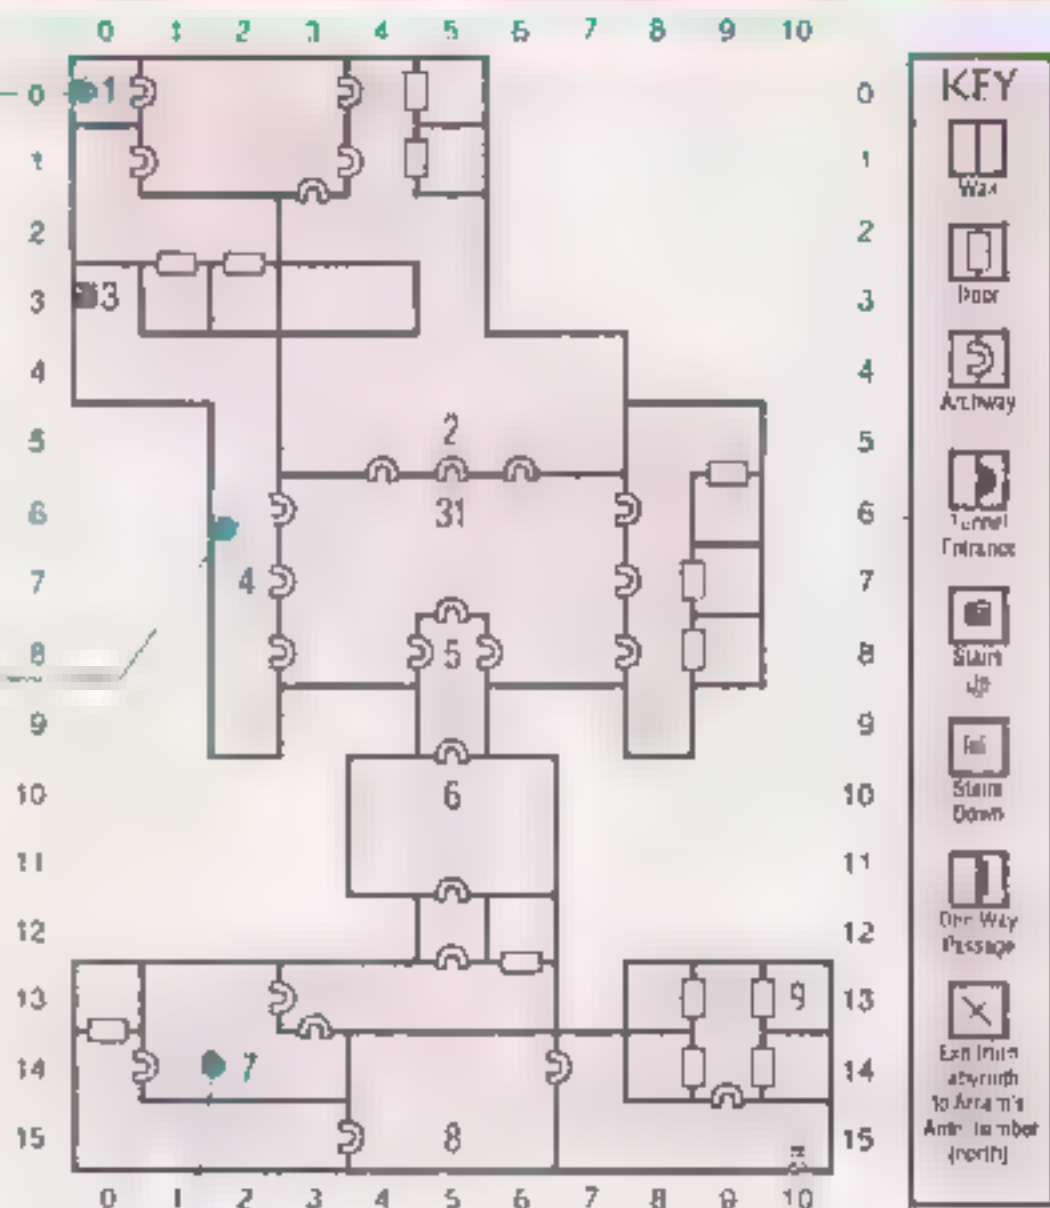 0 1 2 3 4 5 6 7 8 9 10
0 1 0
1 1
2 2
3 3 3
4 4
2
5 5
31
6 6
7 4 7
8 5 8
9 9
10 6 10
11 11
12 12
13 9 13
14 7 14
15 8 15
0 1 2 3 4 5 6 7 8 9 10
KEY
Door
Archway
Tunnel
Entrance
Stairs
Up
Stairs
Down
One Way
Passage
Exit from
Labyrinth
to
(north)